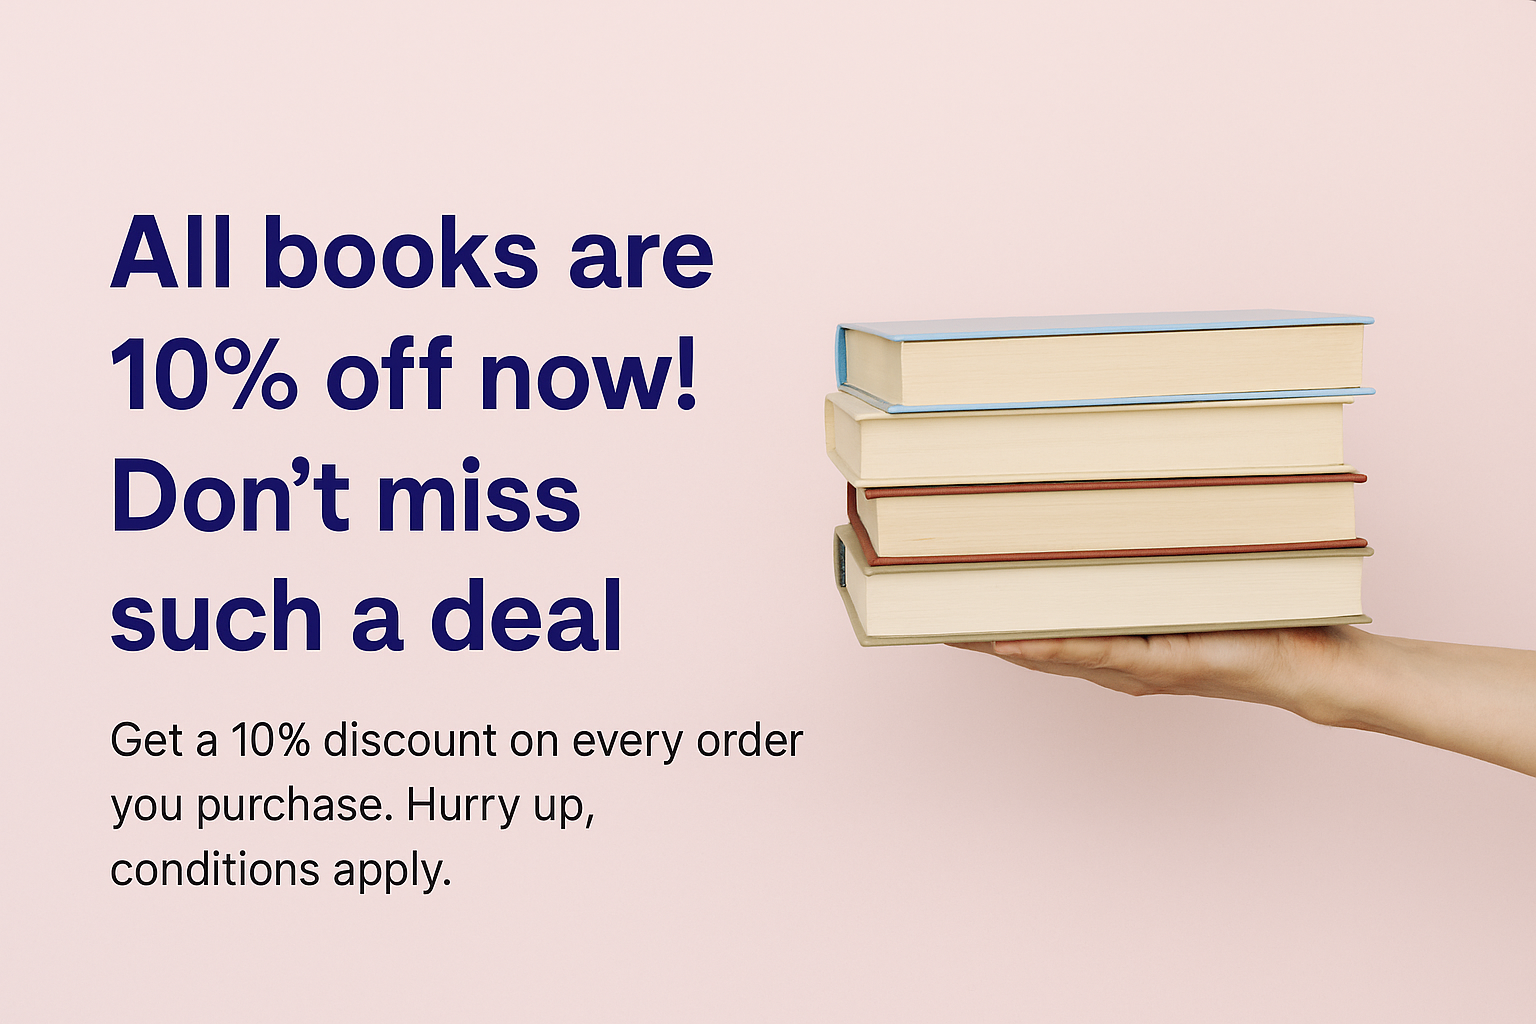 All books are
10% off now!
Don’t miss
such a deal
Get a 10% discount on every order
you purchase. Hurry up,
conditions apply.